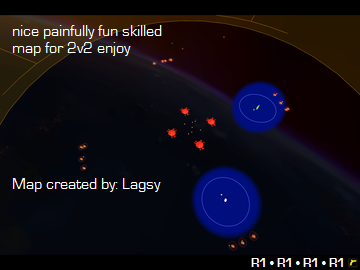 nice painfully fun skilled
map for 2v2 enjoy
Map created by: Lagsy
R1 • R1 • R1 • R1 r